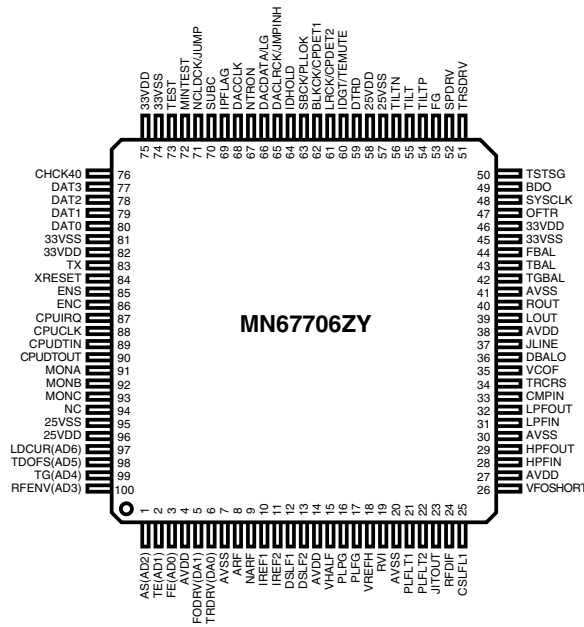 33VDD
33VSS
TEST
MINTEST
NCLDCK/JUMP
SUBC
IPFLAG
DACCLK
NTRON
DACDATA/LG
DACLRCK/JMPINH
IDHOLD
SBCK/PLLOK
BLKCK/CPDET1
LRCK/CPDET2
IDGT/TEMUTE
DTRD
25VDD
25VSS
TILTN
TILT
TILTP
FG
SPDRV
TRSDRV
75 74 73 72 71 70 69 68 67 66 65 64 63 62 61 60 59 58 57 56 55 54 53 52 51
CHCK40 76
DAT3 77
DAT2 78
DAT1 79
DAT0 80
33VSS 81
33VDD 82
TX 83
XRESET 84
ENS 85
ENC 86
CPUIRQ 87
CPUCLK 88
CPUDTIN 89
CPUDTOUT 90
MONA 91
MONB 92
MONC 93
NC 94
25VSS 95
25VDD 96
LDCUR(AD6) 97
TDOFS(AD5) 98
TG(AD4) 99
RFENV(AD3) 100
MN67706ZY
50 TSTSG
49 BDO
48 SYSCLK
47 OFTR
46 33VDD
45 33VSS
44 FBAL
43 TBAL
42 TGBAL
41 AVSS
40 ROUT
39 LOUT
38 AVDD
37 JLINE
36 DBALO
35 VCOF
34 TRCRS
33 CMPIN
32 LPFOUT
31 LPFIN
30 AVSS
29 HPFOUT
28 HPFIN
27 AVDD
26 VFOSHORT
1 2 3 4 5 6 7 8 9 10 11 12 13 14 15 16 17 18 19 20 21 22 23 24 25
AS(AD2)
TE(AD1)
FE(AD0)
AVDD
FODRV(DA1)
TRDRV(DA0)
AVSS
ARF
NARF
IREF1
IREF2
DSLF1
DSLF2
AVDD
VHALF
PLPG
PLFG
VREFH
RVI
AVSS
PLFLT1
PLFLT2
JITOUT
RFDIF
CSLFL1